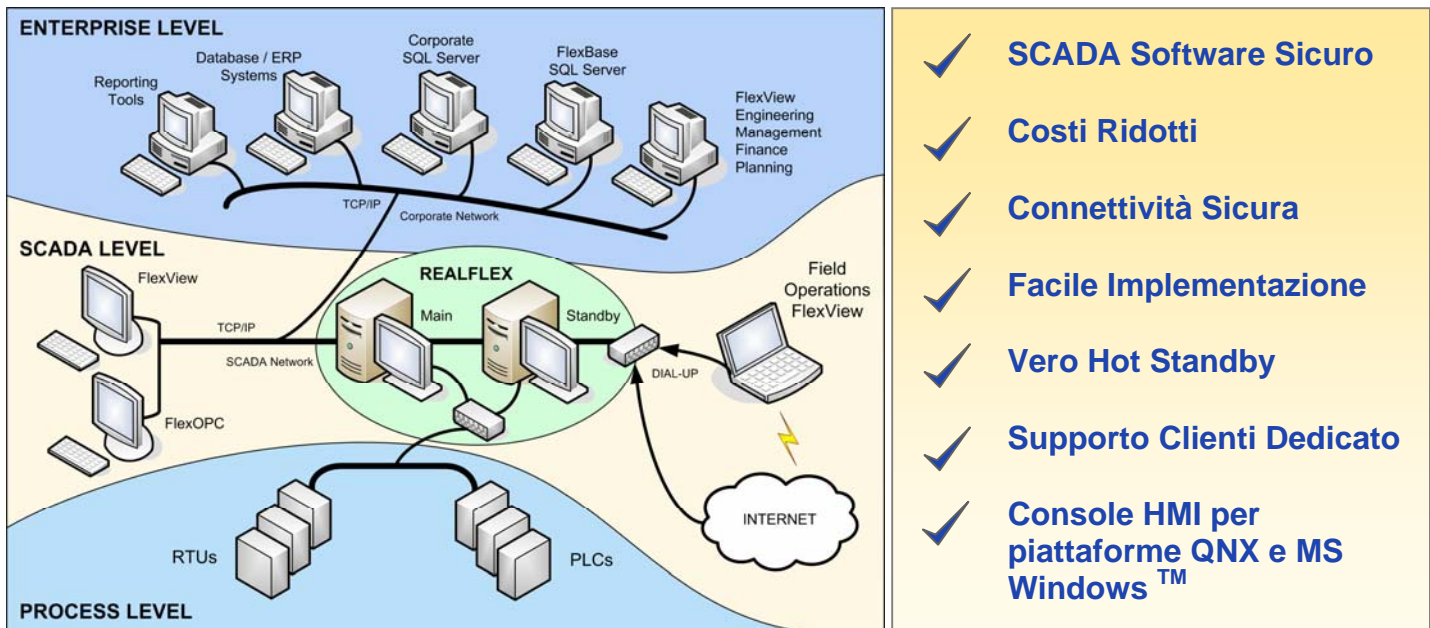 ENTERPRISE LEVEL
Reporting
Tools
Database / ERP
Systems
Corporate
SQL Server
FlexBase
SQL Server
FlexView
Engineering
Management
Finance
Planning
TCP/IP
Corporate Network
SCADA LEVEL
FlexView
TCP/IP
SCADA Network
FlexOPC
REALFLEX
Main
Standby
Field
Operations
FlexView
DIAL-UP
INTERNET
RTUs
PLCs
PROCESS LEVEL
SCADA Software Sicuro
Costi Ridotti
Connettività Sicura
Facile Implementazione
Vero Hot Standby
Supporto Clienti Dedicato
Console HMI per
piattaforme QNX e MS
Windows TM